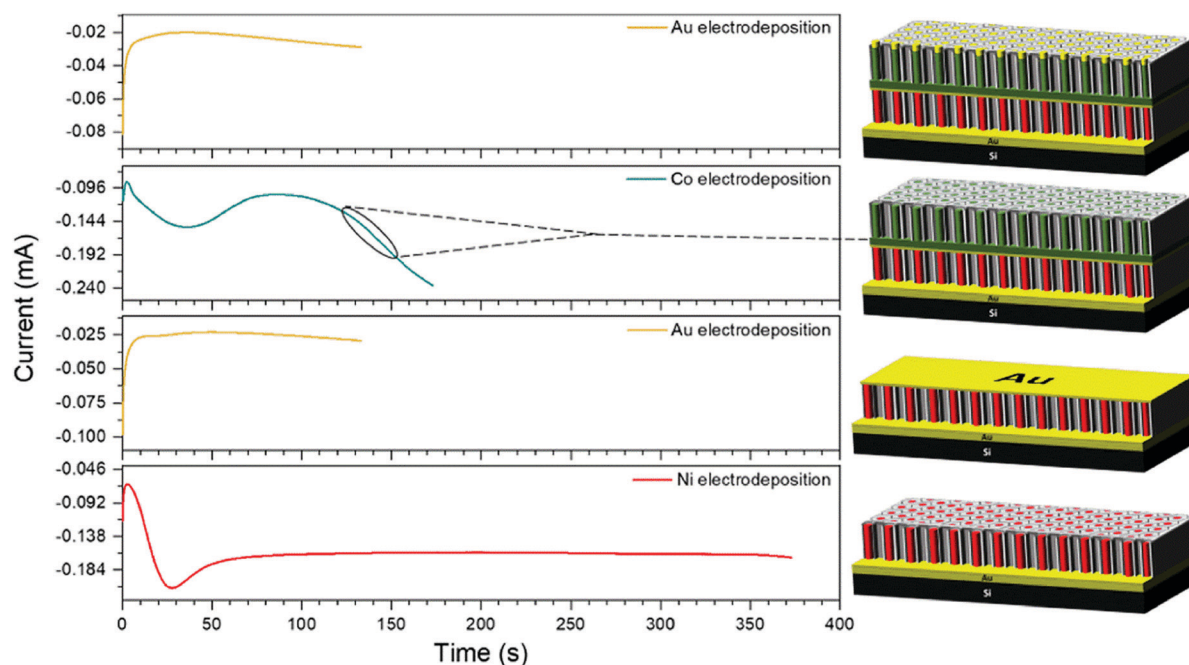 Current (mA)
-0.02
-0.04
-0.06
-0.08
Au electrodeposition
Au
Si
-0.096
-0.144
-0.192
-0.240
Co electrodeposition
Au
Si
-0.025
-0.050
-0.075
-0.100
Au electrodeposition
Au
Au
Si
-0.046
-0.092
-0.138
-0.184
Ni electrodeposition
Au
Si
0 50 100 150 200 250 300 350 400
Time (s)